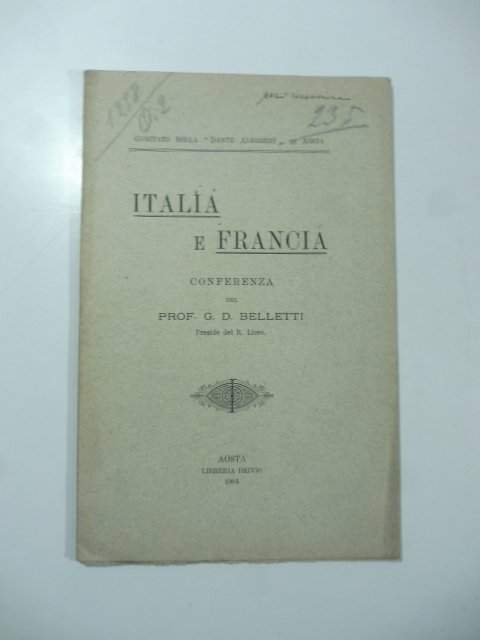 1258
O.2
235
COMITATO DELLA "DANTE ALIGHIERI„ DI AOSTA
ITALIA
E FRANCIA
CONFERENZA
DEL
PROF. G. D. BELLETTI
Preside del R. Liceo.
AOSTA
LIBRERIA BRIVIO
1904